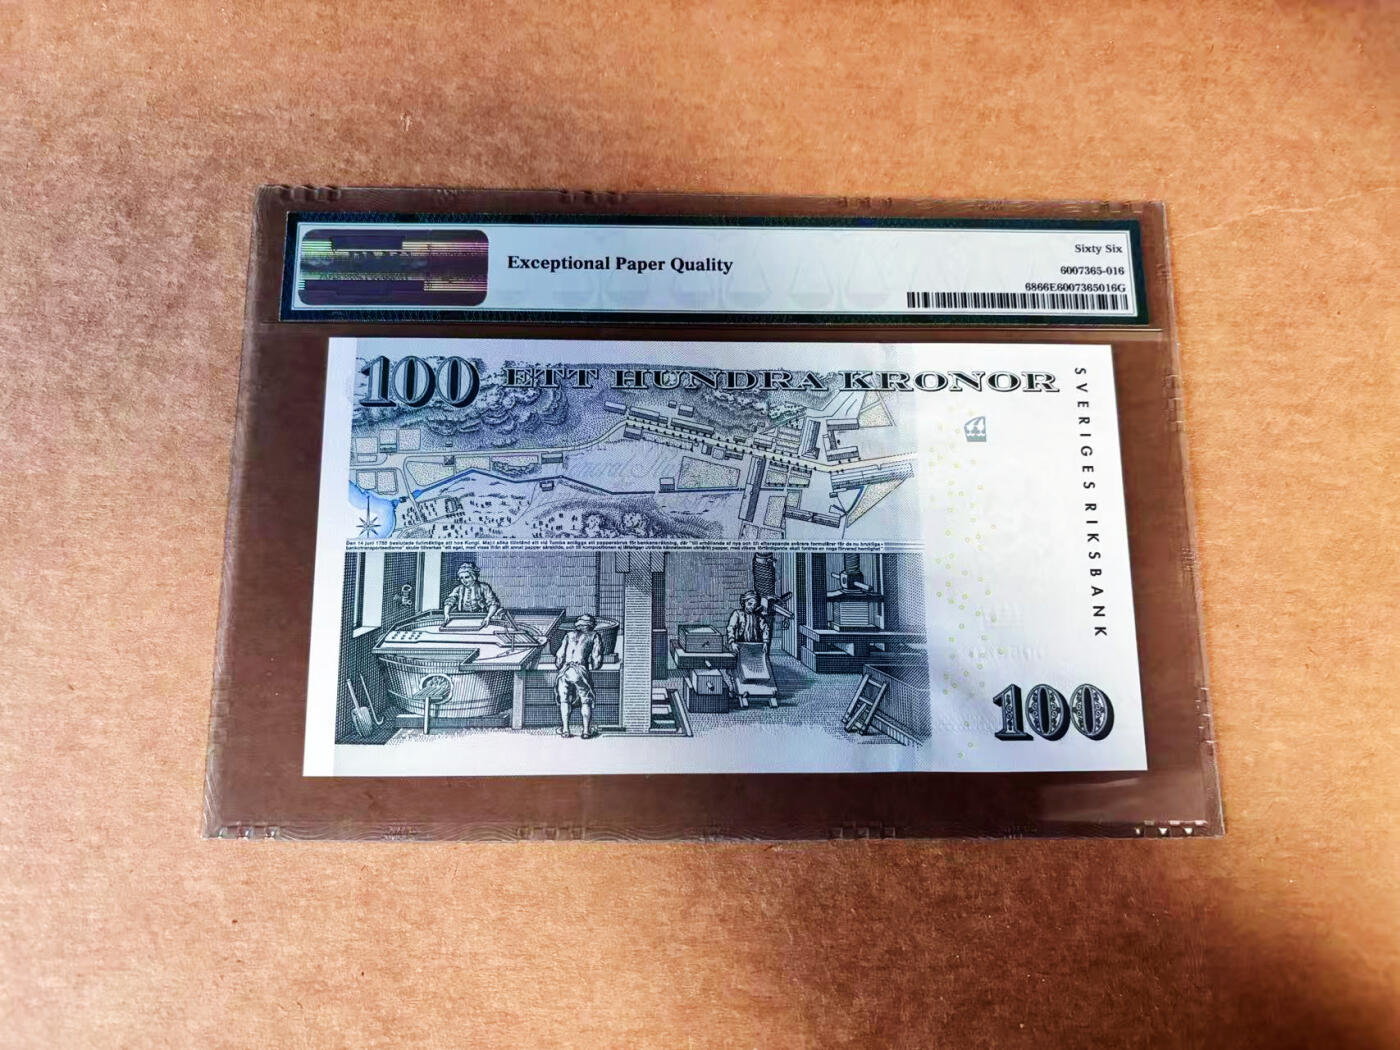 Exceptional Paper Quality
Sixty Six
6007365-016
6866E6007365016G
100 ETT HUNDRA KRONOR
SVERIGES RIKSBANK
100